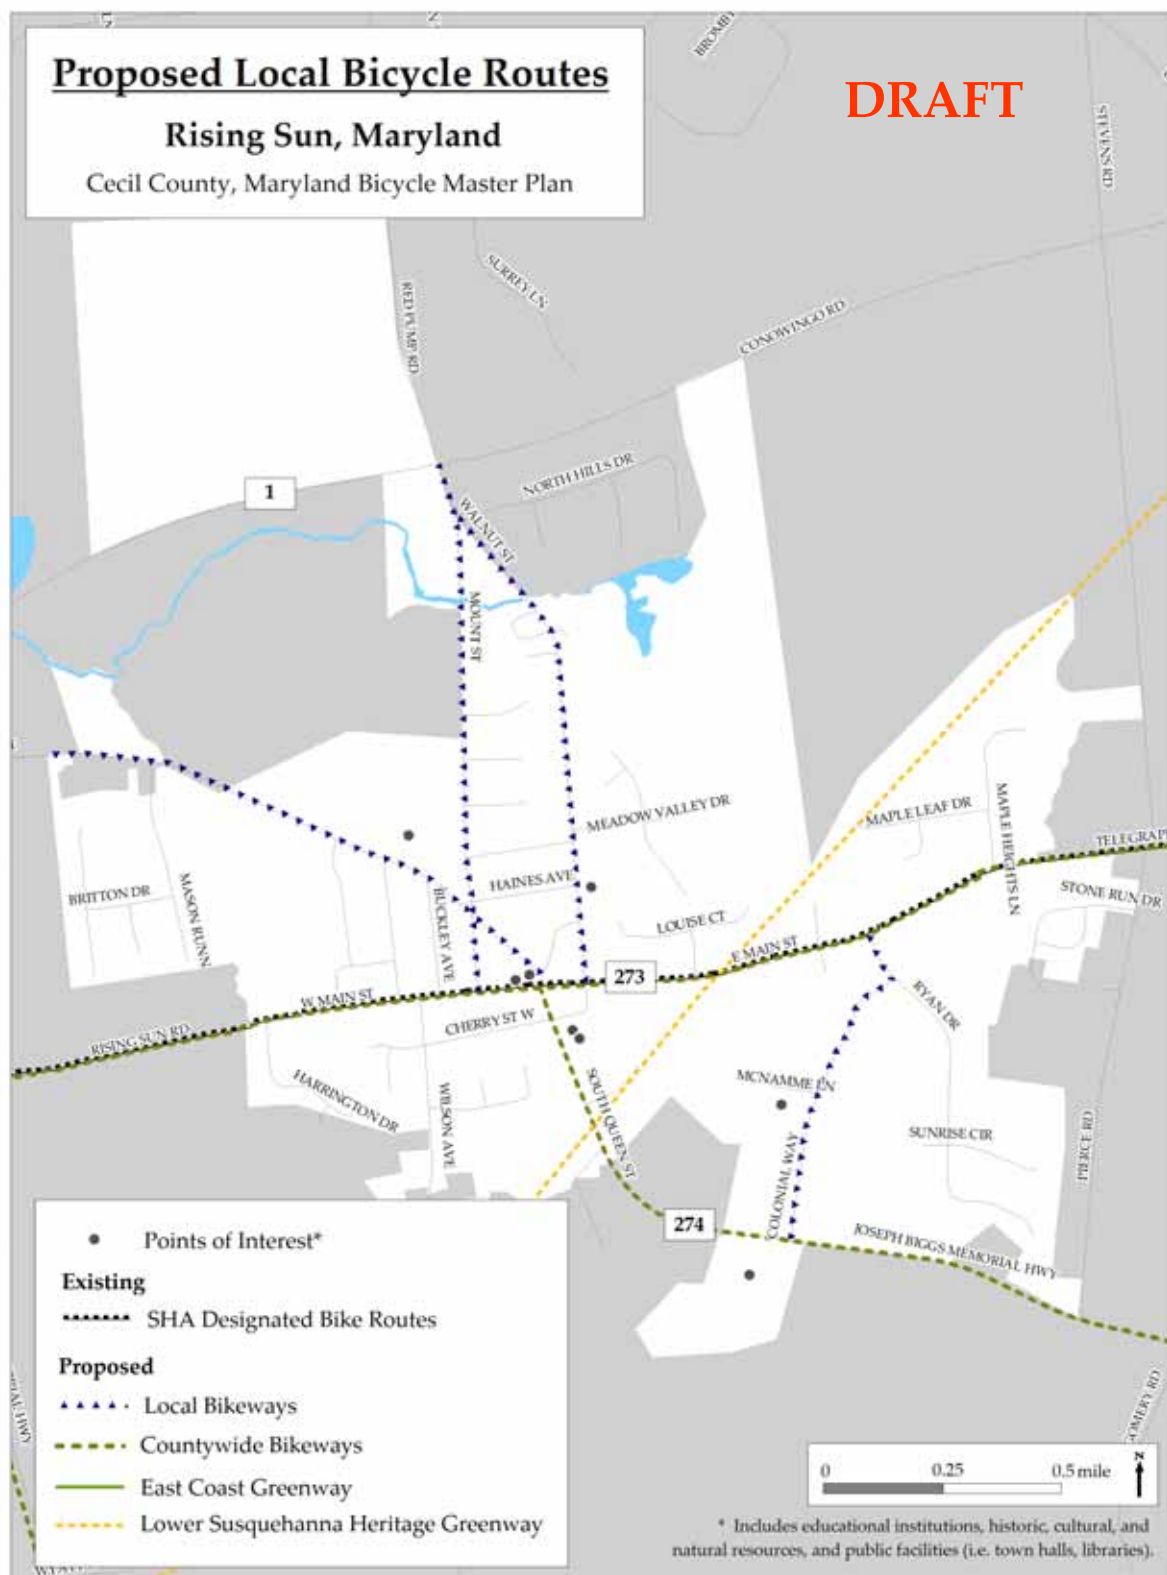 Proposed Local Bicycle Routes
Rising Sun, Maryland
Cecil County, Maryland Bicycle Master Plan
DRAFT
STEVENS RD
SURREY LN
RED PUMP RD
CONOWINGO RD
NORTH HILLS DR
1
WALNUT ST
MOUNT ST
MEADOW VALLEY DR
MAPLE LEAF DR
MAPLE HEIGHTS LN
HAINES AVE
BRITTON DR
MASON RUN N
BUCKLEY AVE
LOUISE CT
STONE RUN DR
E MAIN ST
273
W MAIN ST
RYAN DR
CHERRY ST W
RISING SUN RD
MCNAMME LN
SOUTH QUEEN ST
HARRINGTON DR
WILSON AVE
SUNRISE CIR
PIERCE RD
COLONIAL WAY
274
JOSEPH BIGGS MEMORIAL HWY
Points of Interest*
Existing
SHA Designated Bike Routes
Proposed
Local Bikeways
Countywide Bikeways
East Coast Greenway
Lower Susquehanna Heritage Greenway
0 0.25 0.5 mile
N
* Includes educational institutions, historic, cultural, and
natural resources, and public facilities (i.e. town halls, libraries).